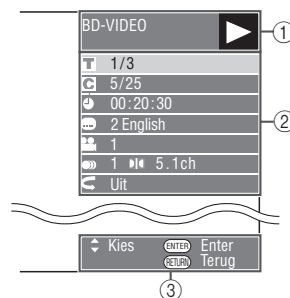 BD-VIDEO
1
T 1/3
C 5/25
00:20:30
2 English
2
1
1 5.1ch
Uit
Kies ENTER Enter
RETURN Terug
3